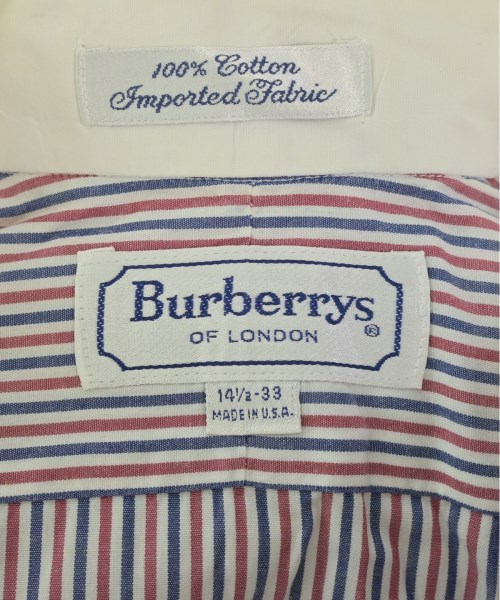 100% Cotton
Imported Fabric
Burberrys®
OF LONDON
14½-33
MADE IN U.S.A.